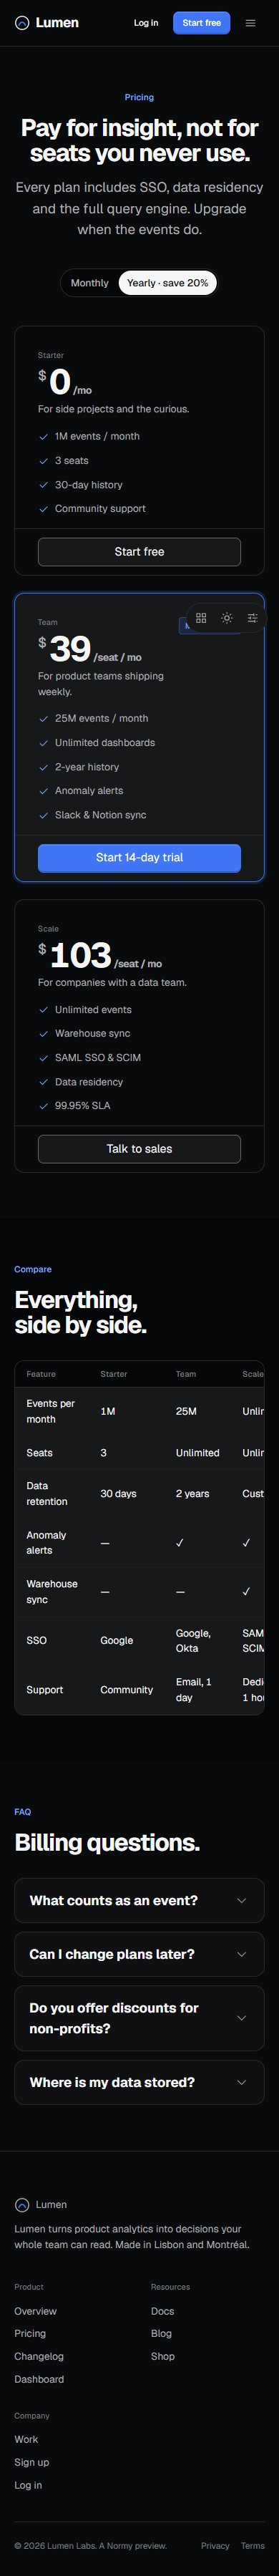 Lumen
Log in
Start free
Pricing
Pay for insight, not for
seats you never use.
Every plan includes SSO, data residency
and the full query engine. Upgrade
when the events do.
Monthly
Yearly · save 20%
Starter
$0 /mo
For side projects and the curious.
1M events / month
3 seats
30-day history
Community support
Start free
Team
$39 /seat / mo
For product teams shipping
weekly.
25M events / month
Unlimited dashboards
2-year history
Anomaly alerts
Slack & Notion sync
Start 14-day trial
Scale
$103 /seat / mo
For companies with a data team.
Unlimited events
Warehouse sync
SAML SSO & SCIM
Data residency
99.95% SLA
Talk to sales
Compare
Everything,
side by side.
Feature Starter Team Scale
Events per
month
1M 25M
Seats 3 Unlimited
Data
retention
30 days 2 years
Anomaly
alerts
— ✓ ✓
Warehouse
sync
— — ✓
SSO Google
Google,
Okta
Support Community
Email, 1
day
FAQ
Billing questions.
What counts as an event?
Can I change plans later?
Do you offer discounts for
non-profits?
Where is my data stored?
Lumen
Lumen turns product analytics into decisions your
whole team can read. Made in Lisbon and Montréal.
Product
Overview
Pricing
Changelog
Dashboard
Resources
Docs
Blog
Shop
Company
Work
Sign up
Log in
© 2026 Lumen Labs. A Normy preview.
Privacy
Terms